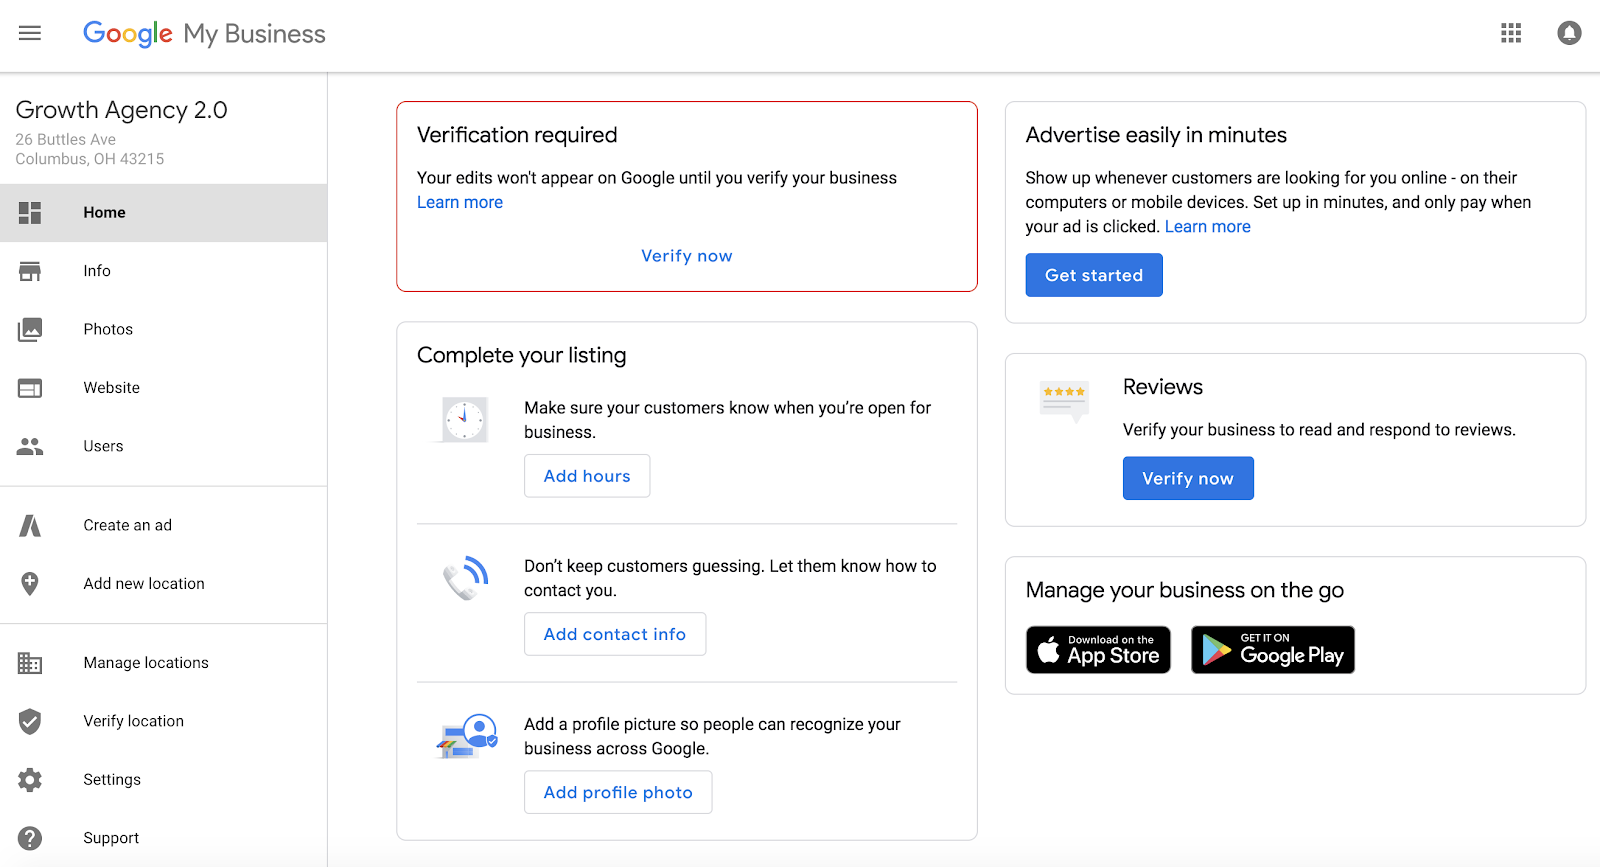 Google My Business
Growth Agency 2.0
26 Buttles Ave
Columbus, OH 43215
Home
Info
Photos
Website
Users
Create an ad
Add new location
Manage locations
Verify location
Settings
Support
Verification required
Your edits won't appear on Google until you verify your business
Learn more
Verify now
Complete your listing
Make sure your customers know when you’re open for
business.
Add hours
Don’t keep customers guessing. Let them know how to
contact you.
Add contact info
Add a profile picture so people can recognize your
business across Google.
Add profile photo
Advertise easily in minutes
Show up whenever customers are looking for you online - on their
computers or mobile devices. Set up in minutes, and only pay when
your ad is clicked. Learn more
Get started
Reviews
Verify your business to read and respond to reviews.
Verify now
Manage your business on the go
Download on the
App Store
GET IT ON
Google Play